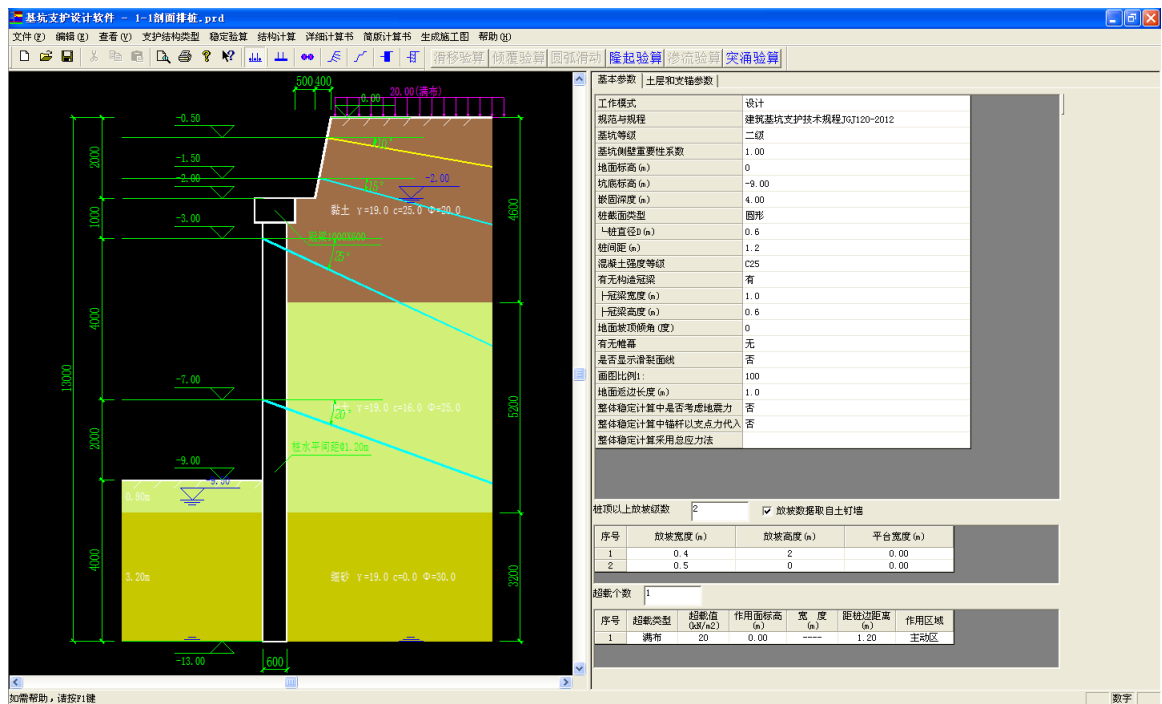 基坑支护设计软件 - 1-1剖面排桩.prd
文件(F) 编辑(E) 查看(V) 支护结构类型 稳定验算 结构计算 详细计算书 简版计算书 生成施工图 帮助(H)
滑移验算 倾覆验算 圆弧滑动 隆起验算 渗流验算 突涌验算
500 400
20.00(满布)
0.00
-0.50
#10°
2000
-1.50
-2.00
15°
-2.00
黏土 γ=19.0 c=25.0 Φ=20.0
4600
1000
-3.00
冠梁1000X600
25°
4000
13000
-7.00
20°
粘土 γ=19.0 c=16.0 Φ=25.0
5200
2000
桩水平间距@1.20m
-9.00
-9.50
0.80m
4000
3.20m
细砂 γ=19.0 c=0.0 Φ=30.0
3200
-13.00
600
基本参数 土层和支锚参数
工作模式 设计
规范与规程 建筑基坑支护技术规程JGJ120-2012
基坑等级 二级
基坑侧壁重要性系数 1.00
地面标高(m) 0
坑底标高(m) -9.00
嵌固深度(m) 4.00
桩截面类型 圆形
└桩直径D(m) 0.6
桩间距(m) 1.2
混凝土强度等级 C25
有无构造冠梁 有
├冠梁宽度(m) 1.0
├冠梁高度(m) 0.6
地面坡顶倾角(度) 0
有无帷幕 无
是否显示滑裂面线 否
画图比例1: 100
地面返边长度(m) 1.0
整体稳定计算中是否考虑地震力 否
整体稳定计算中锚杆以支点力代入 否
整体稳定计算采用总应力法
桩顶以上放坡级数 2 放坡数据取自土钉墙
序号 放坡宽度(m) 放坡高度(m) 平台宽度(m)
1 0.4 2 0.00
2 0.5 0 0.00
超载个数 1
序号 超载类型 超载值(kN/m2) 作用面标高(m) 宽 度(m) 距桩边距离(m) 作用区域
1 满布 20 0.00 ---- 1.20 主动区
如需帮助，请按F1键 数字